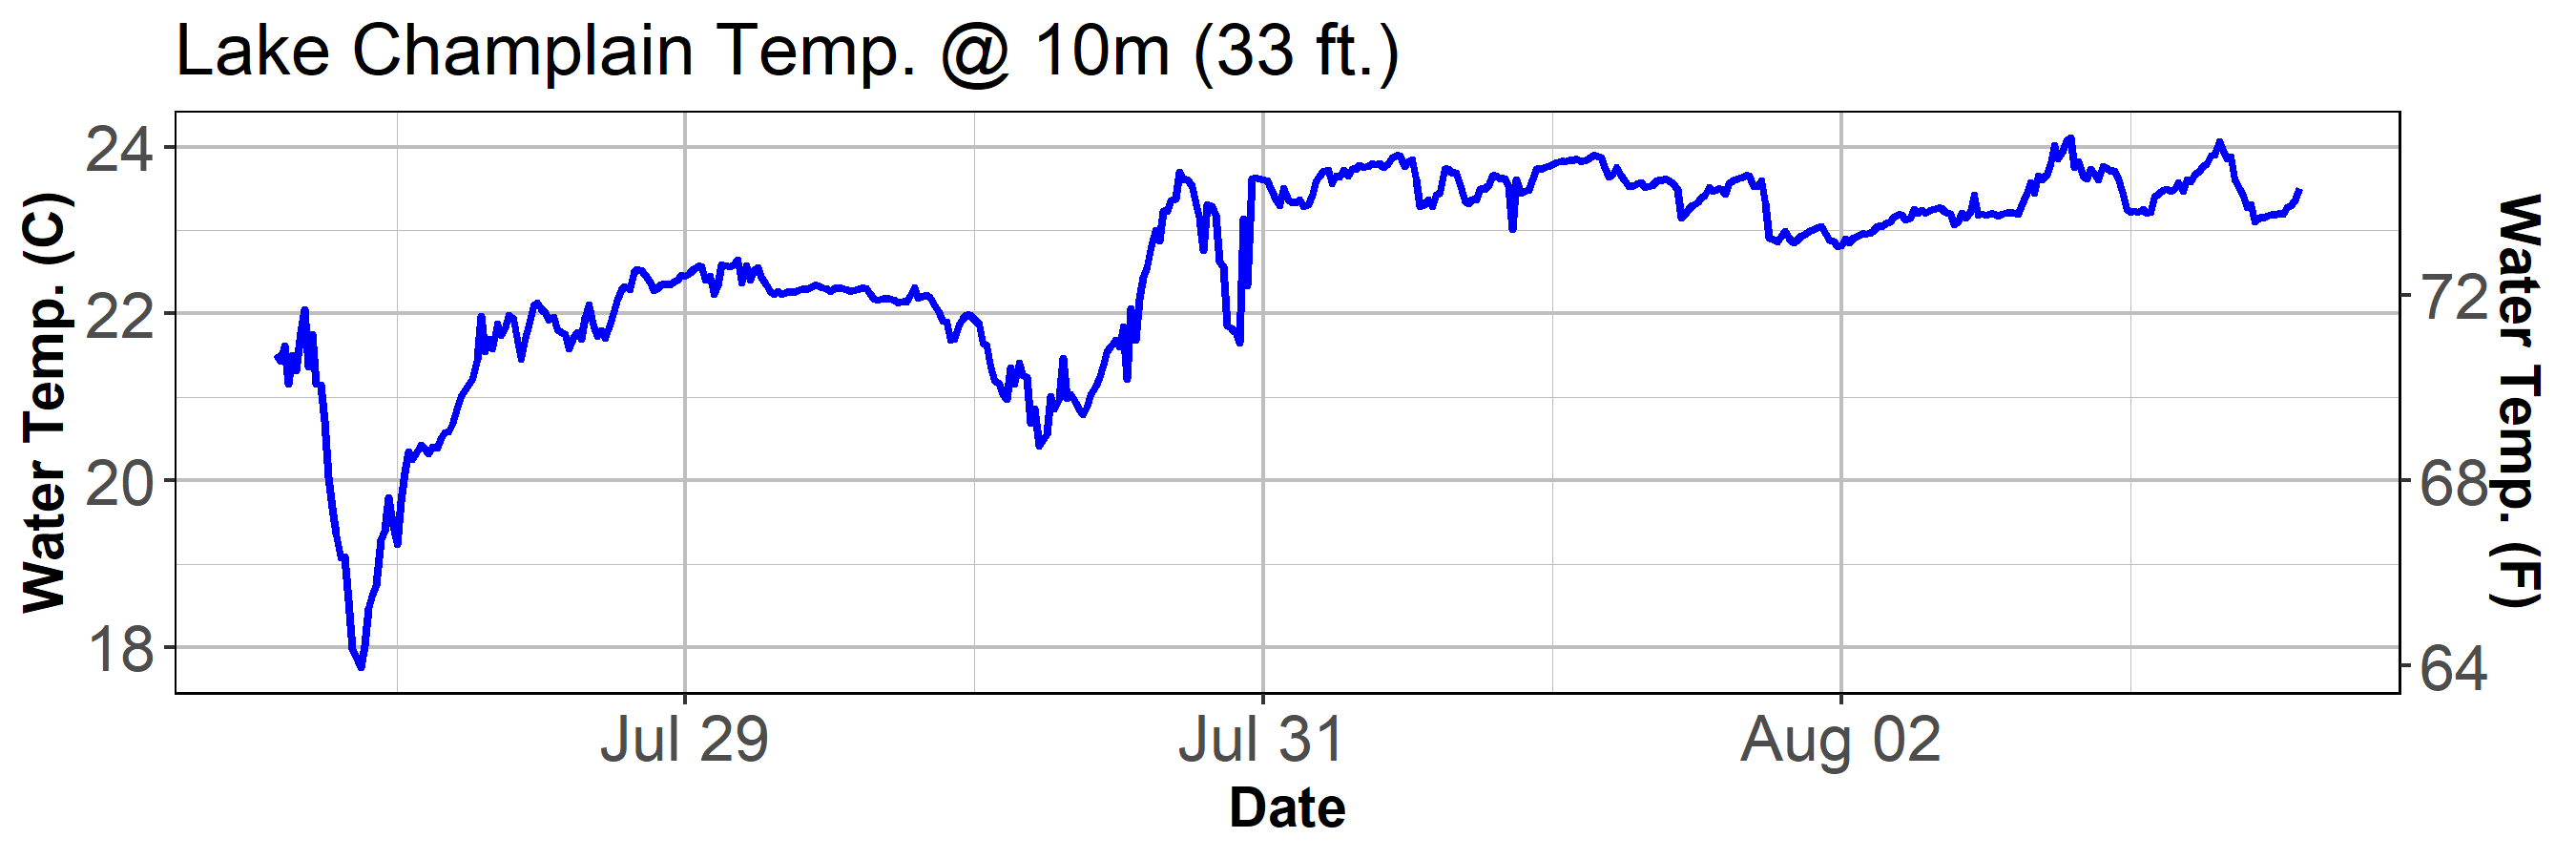 Lake Champlain Temp. @ 10m (33 ft.)
Water Temp. (C)
24
22
20
18
72
68
64
Water Temp. (F)
Jul 29
Jul 31
Aug 02
Date